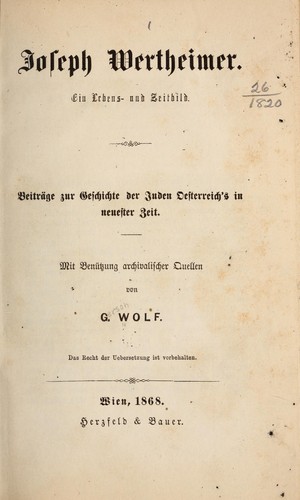 Joseph Wertheimer.
Ein Lebens- und Zeitbild.
26
1820
Beiträge zur Geschichte der Juden Oesterreich's in
neuester Zeit.
Mit Benützung archivalischer Quellen
von
G. WOLF.
Das Recht der Uebersetzung ist vorbehalten.
Wien, 1868.
Herzfeld & Bauer.